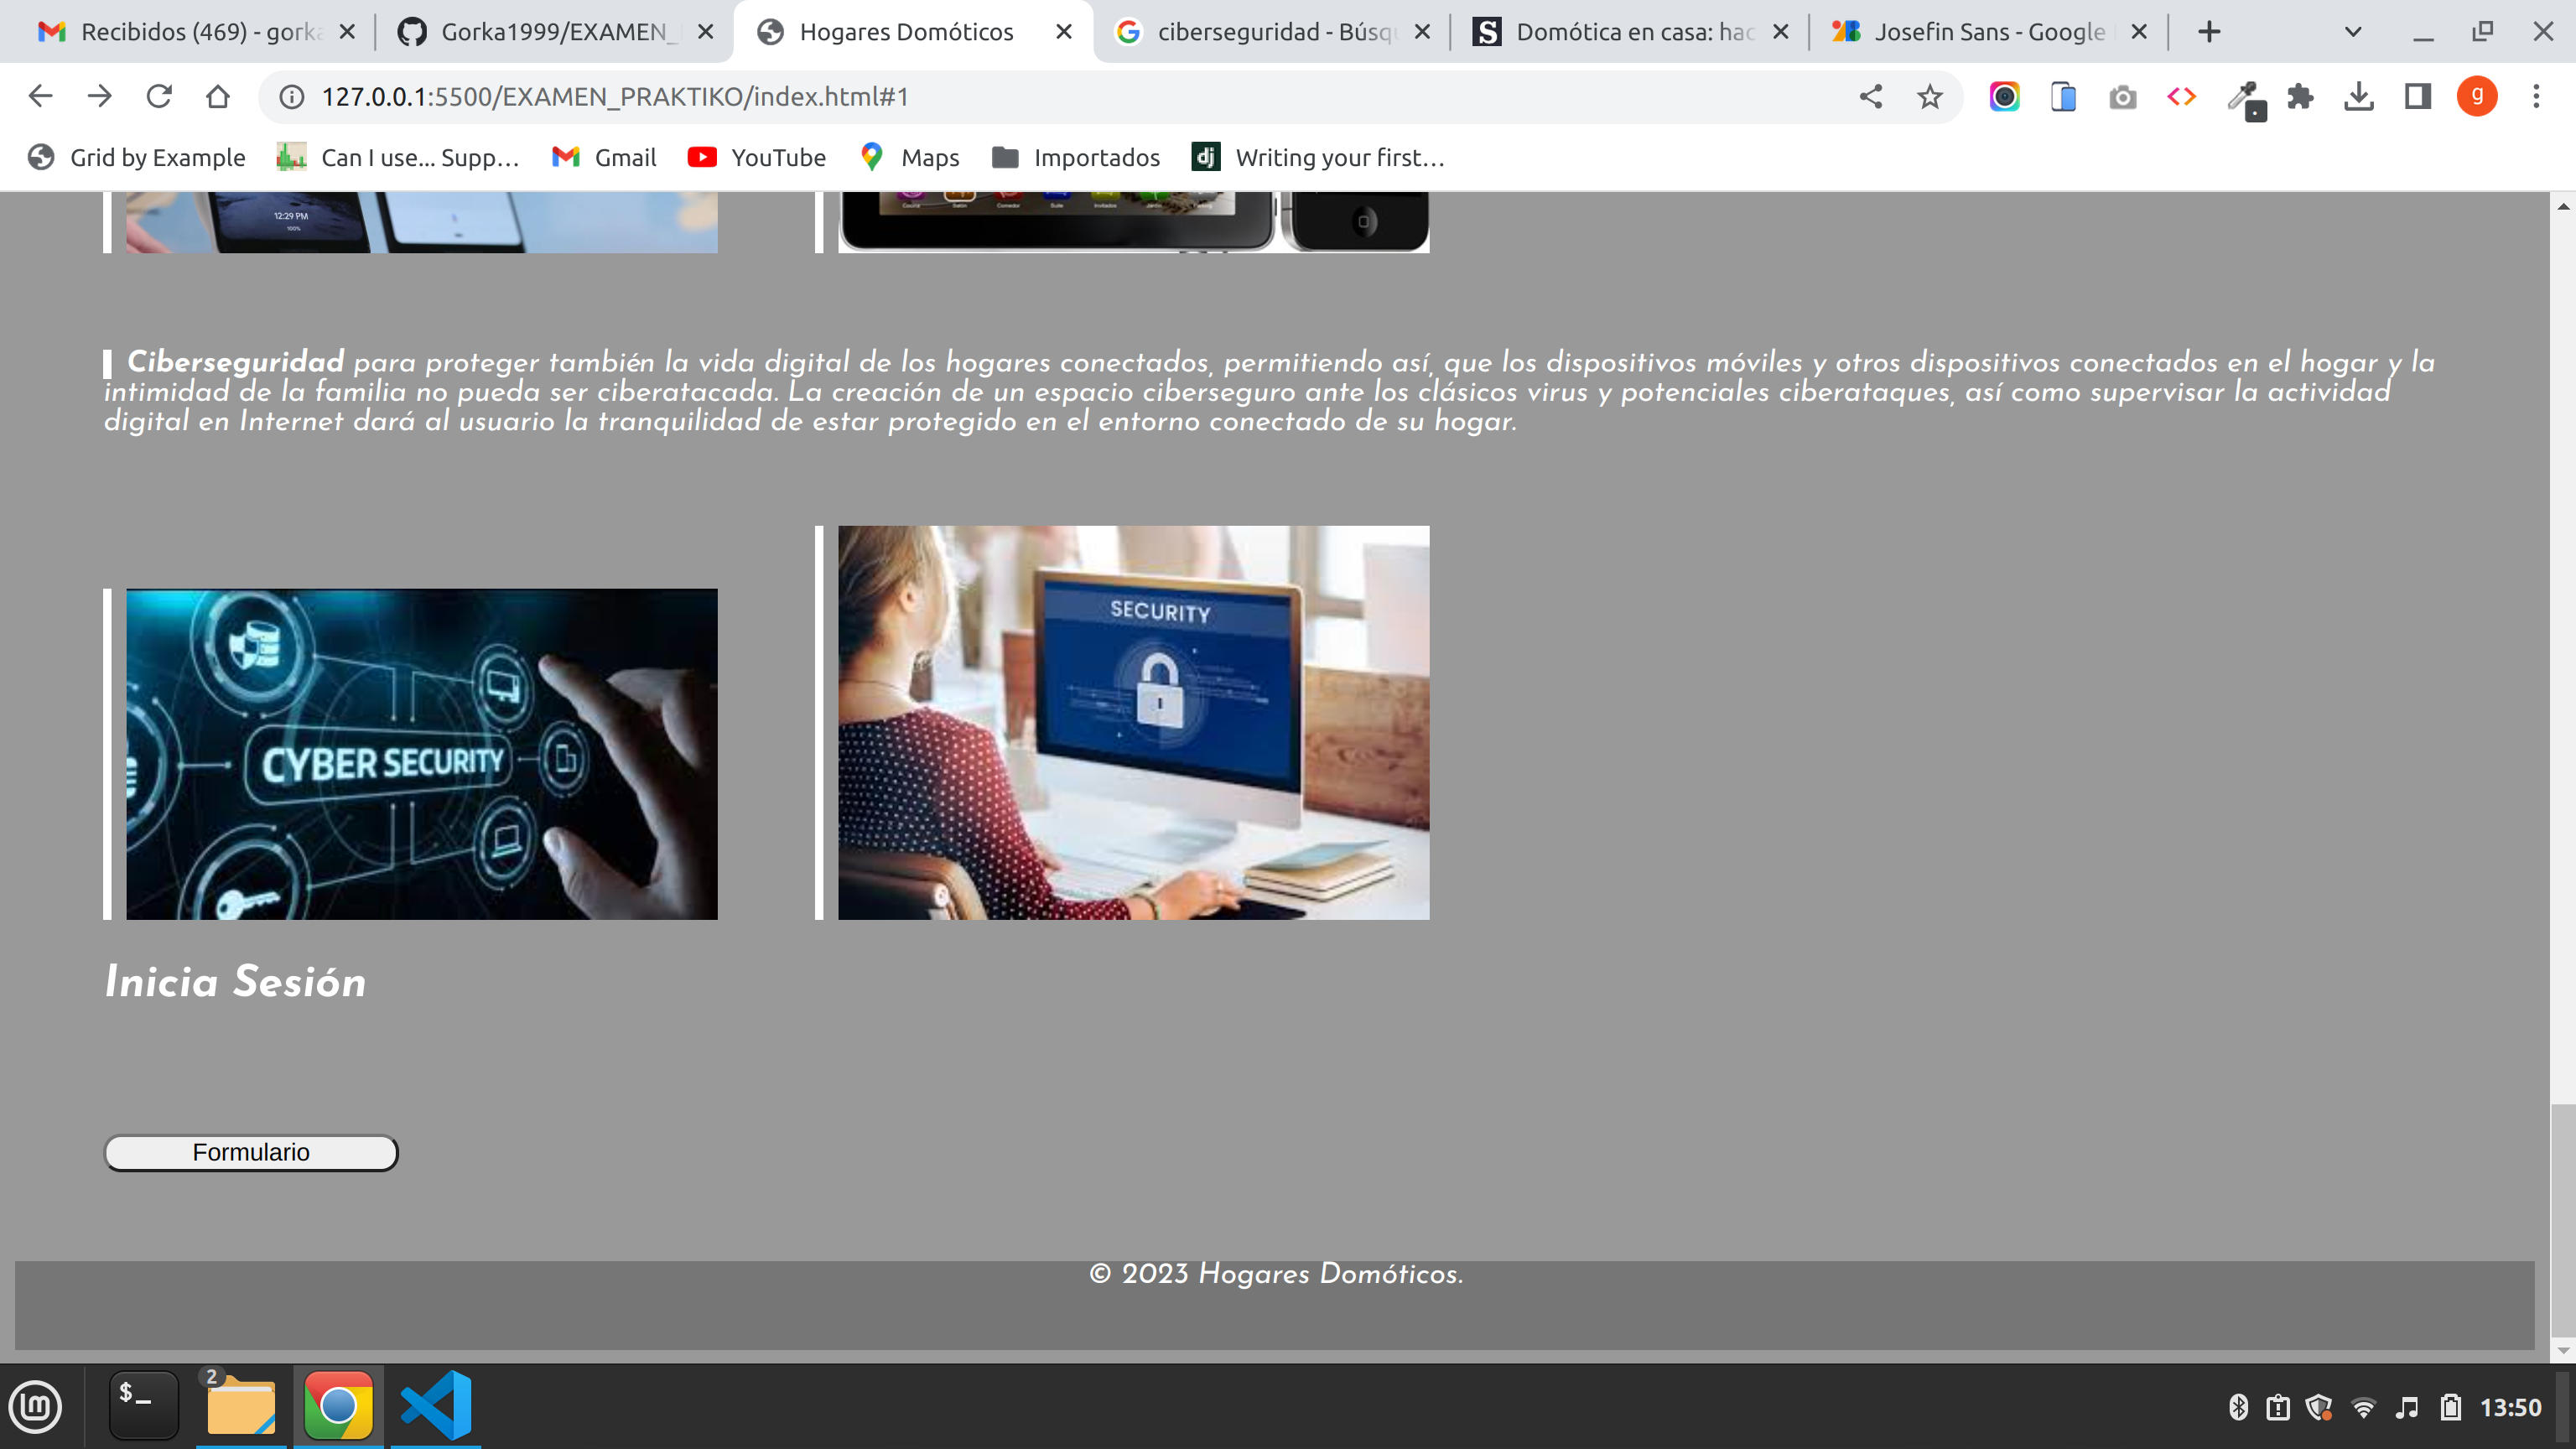 Recibidos (469) - gorka
Gorka1999/EXAMEN_
Hogares Domóticos
ciberseguridad - Búsqu
Domótica en casa: hac
Josefin Sans - Google
127.0.0.1:5500/EXAMEN_PRAKTIKO/index.html#1
g
Grid by Example
Can I use... Supp...
Gmail
YouTube
Maps
Importados
dj
Writing your first...
12:29 PM
100%
Ciberseguridad para proteger también la vida digital de los hogares conectados, permitiendo así, que los dispositivos móviles y otros dispositivos conectados en el hogar y la
intimidad de la familia no pueda ser ciberatacada. La creación de un espacio ciberseguro ante los clásicos virus y potenciales ciberataques, así como supervisar la actividad
digital en Internet dará al usuario la tranquilidad de estar protegido en el entorno conectado de su hogar.
SECURITY
CYBER SECURITY
Inicia Sesión
Formulario
© 2023 Hogares Domóticos.
$_
2
13:50